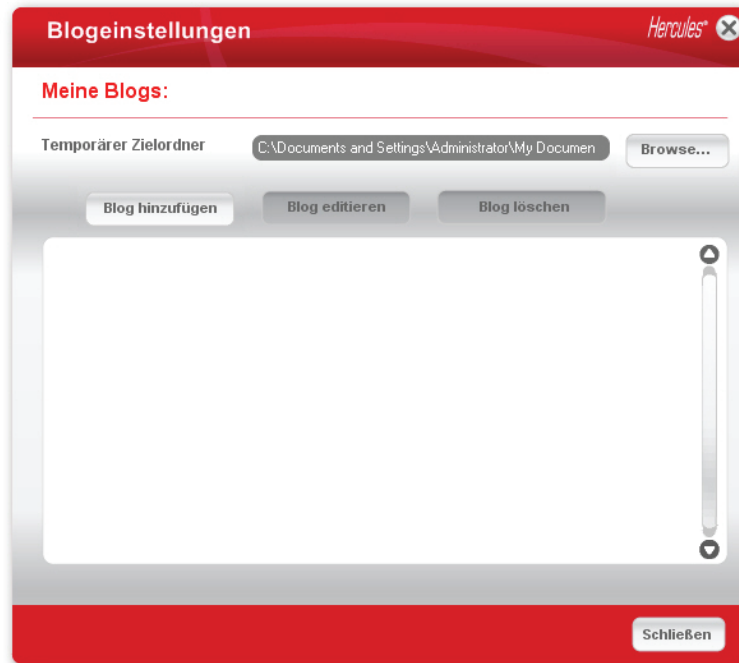 Blogeinstellungen
Hercules®
Meine Blogs:
Temporärer Zielordner
C:\Documents and Settings\Administrator\My Documen
Browse...
Blog hinzufügen
Blog editieren
Blog löschen
Schließen